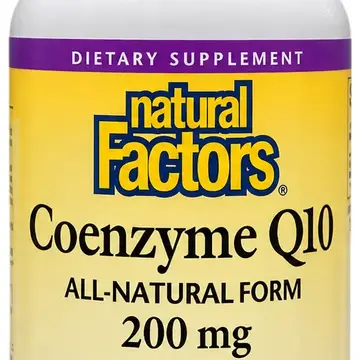 DIETARY SUPPLEMENT
natural
Factors®
Coenzyme Q10
ALL-NATURAL FORM
200 mg